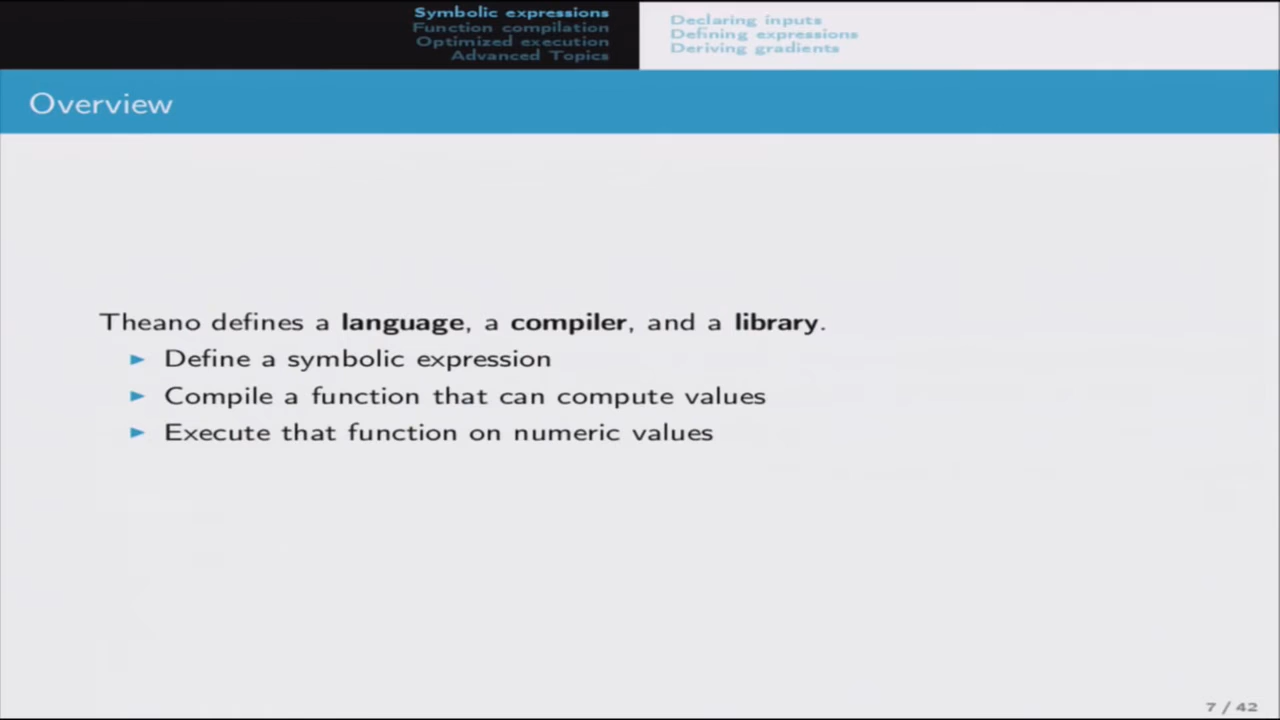 Symbolic expressions
Function compilation
Optimized execution
Advanced Topics
Declaring inputs
Defining expressions
Deriving gradients
Overview
Theano defines a language, a compiler, and a library.
► Define a symbolic expression
► Compile a function that can compute values
► Execute that function on numeric values
7 / 42